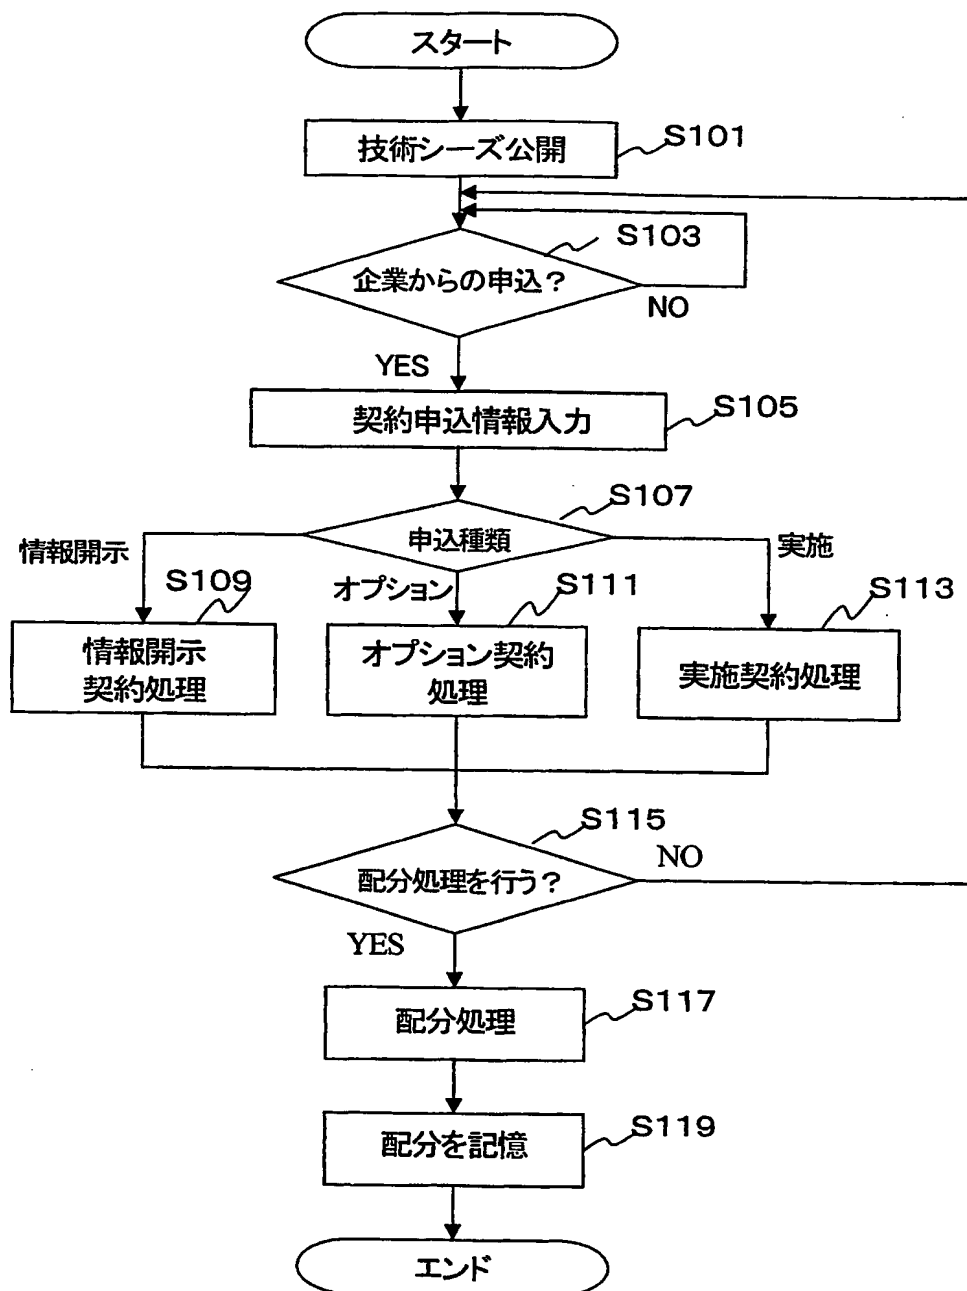 スタート
技術シーズ公開
S101
S103
企業からの申込？
NO
YES
契約申込情報入力
S105
S107
申込種類
情報開示
オプション
実施
S109
S111
S113
情報開示
契約処理
オプション契約
処理
実施契約処理
S115
配分処理を行う？
NO
YES
配分処理
S117
配分を記憶
S119
エンド